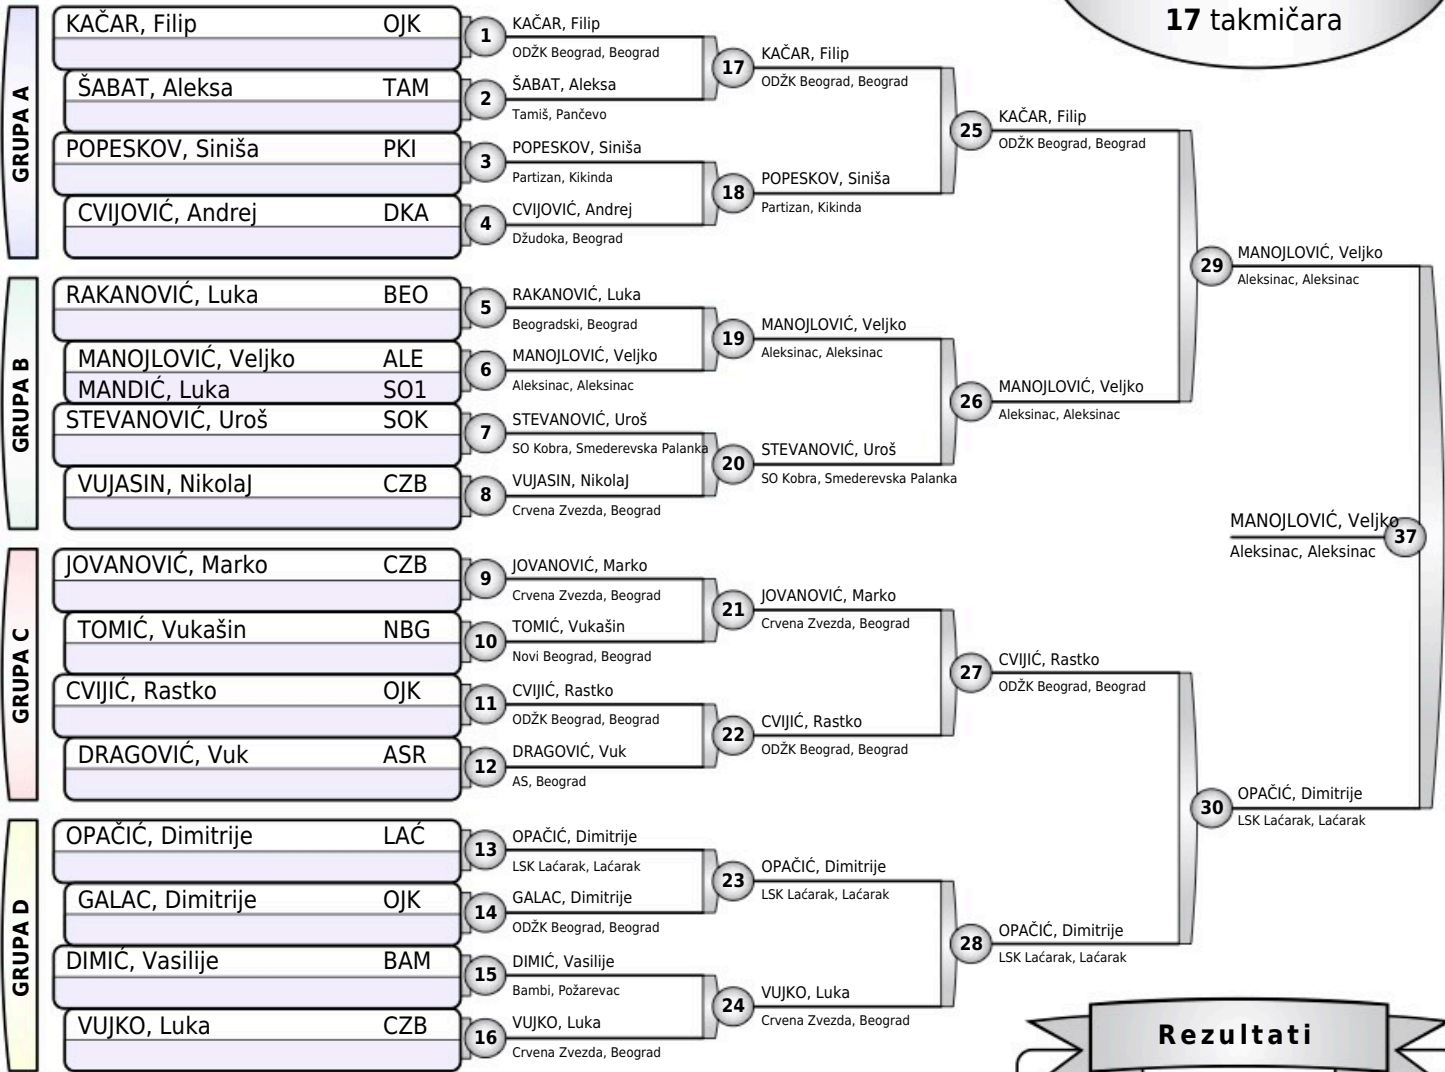 17 takmičara
GRUPA A
KAČAR, Filip OJK
ŠABAT, Aleksa TAM
POPESKOV, Siniša PKI
CVIJOVIĆ, Andrej DKA
GRUPA B
RAKANOVIĆ, Luka BEO
MANOJLOVIĆ, Veljko ALE
MANDIĆ, Luka SO1
STEVANOVIĆ, Uroš SOK
VUJASIN, NikolaJ CZB
GRUPA C
JOVANOVIĆ, Marko CZB
TOMIĆ, Vukašin NBG
CVIJIĆ, Rastko OJK
DRAGOVIĆ, Vuk ASR
GRUPA D
OPAČIĆ, Dimitrije LAĆ
GALAC, Dimitrije OJK
DIMIĆ, Vasilije BAM
VUJKO, Luka CZB
1 KAČAR, Filip
ODŽK Beograd, Beograd
2 ŠABAT, Aleksa
Tamiš, Pančevo
3 POPESKOV, Siniša
Partizan, Kikinda
4 CVIJOVIĆ, Andrej
Džudoka, Beograd
5 RAKANOVIĆ, Luka
Beogradski, Beograd
6 MANOJLOVIĆ, Veljko
Aleksinac, Aleksinac
7 STEVANOVIĆ, Uroš
SO Kobra, Smederevska Palanka
8 VUJASIN, NikolaJ
Crvena Zvezda, Beograd
9 JOVANOVIĆ, Marko
Crvena Zvezda, Beograd
10 TOMIĆ, Vukašin
Novi Beograd, Beograd
11 CVIJIĆ, Rastko
ODŽK Beograd, Beograd
12 DRAGOVIĆ, Vuk
AS, Beograd
13 OPAČIĆ, Dimitrije
LSK Laćarak, Laćarak
14 GALAC, Dimitrije
ODŽK Beograd, Beograd
15 DIMIĆ, Vasilije
Bambi, Požarevac
16 VUJKO, Luka
Crvena Zvezda, Beograd
17 KAČAR, Filip
ODŽK Beograd, Beograd
18 POPESKOV, Siniša
Partizan, Kikinda
19 MANOJLOVIĆ, Veljko
Aleksinac, Aleksinac
20 STEVANOVIĆ, Uroš
SO Kobra, Smederevska Palanka
21 JOVANOVIĆ, Marko
Crvena Zvezda, Beograd
22 CVIJIĆ, Rastko
ODŽK Beograd, Beograd
23 OPAČIĆ, Dimitrije
LSK Laćarak, Laćarak
24 VUJKO, Luka
Crvena Zvezda, Beograd
25 KAČAR, Filip
ODŽK Beograd, Beograd
26 MANOJLOVIĆ, Veljko
Aleksinac, Aleksinac
27 CVIJIĆ, Rastko
ODŽK Beograd, Beograd
28 OPAČIĆ, Dimitrije
LSK Laćarak, Laćarak
29 MANOJLOVIĆ, Veljko
Aleksinac, Aleksinac
30 OPAČIĆ, Dimitrije
LSK Laćarak, Laćarak
MANOJLOVIĆ, Veljko 37
Aleksinac, Aleksinac
Rezultati